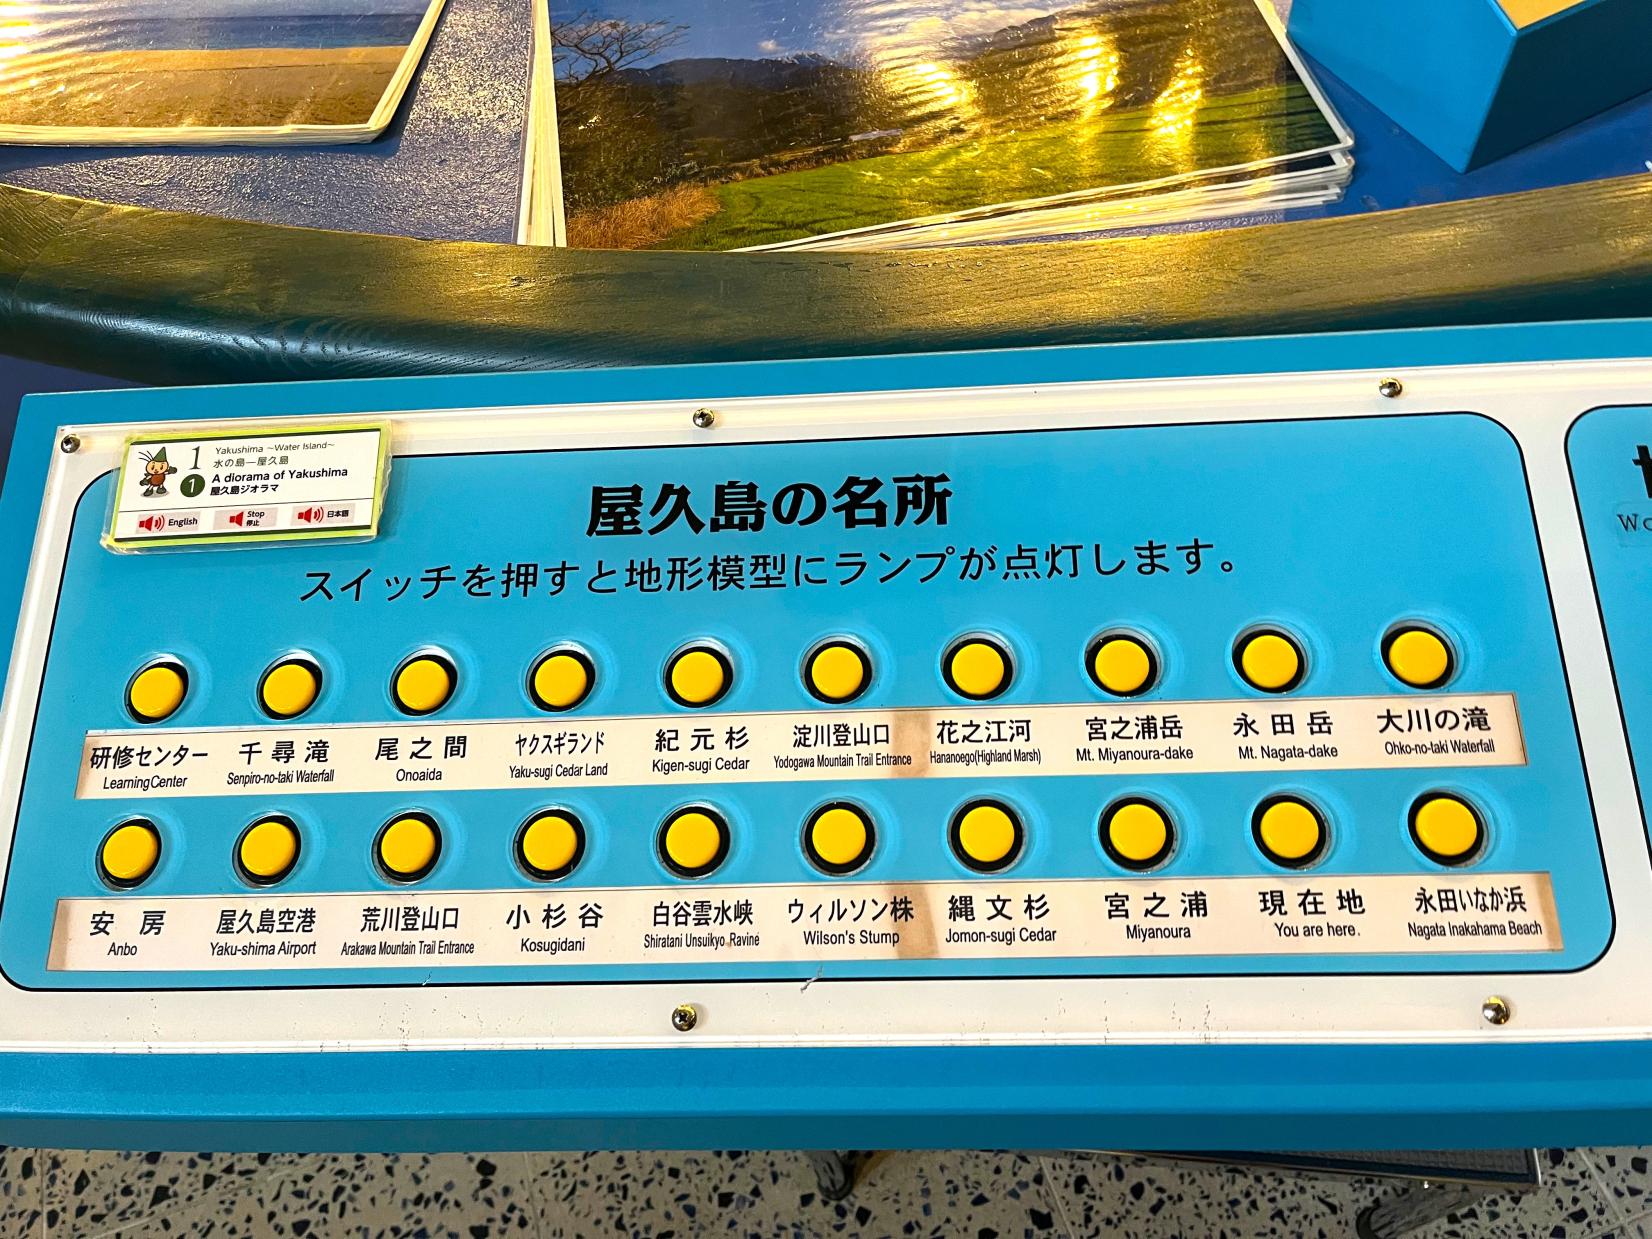 1 Yakushima ~Water Island~
水の島―屋久島
1 A diorama of Yakushima
屋久島ジオラマ
English Stop 停止 日本語
屋久島の名所
スイッチを押すと地形模型にランプが点灯します。
研修センター 千尋滝 尾之間 ヤクスギランド 紀元杉 淀川登山口 花之江河 宮之浦岳 永田岳 大川の滝
LearningCenter Senpiro-no-taki Waterfall Onoaida Yaku-sugi Cedar Land Kigen-sugi Cedar Yodogawa Mountain Trail Entrance Hananoego(Highland Marsh) Mt. Miyanoura-dake Mt. Nagata-dake Ohko-no-taki Waterfall
安房 屋久島空港 荒川登山口 小杉谷 白谷雲水峡 ウィルソン株 縄文杉 宮之浦 現在地 永田いなか浜
Anbo Yaku-shima Airport Arakawa Mountain Trail Entrance Kosugidani Shiratani Unsuikyo Ravine Wilson's Stump Jomon-sugi Cedar Miyanoura You are here. Nagata Inakahama Beach